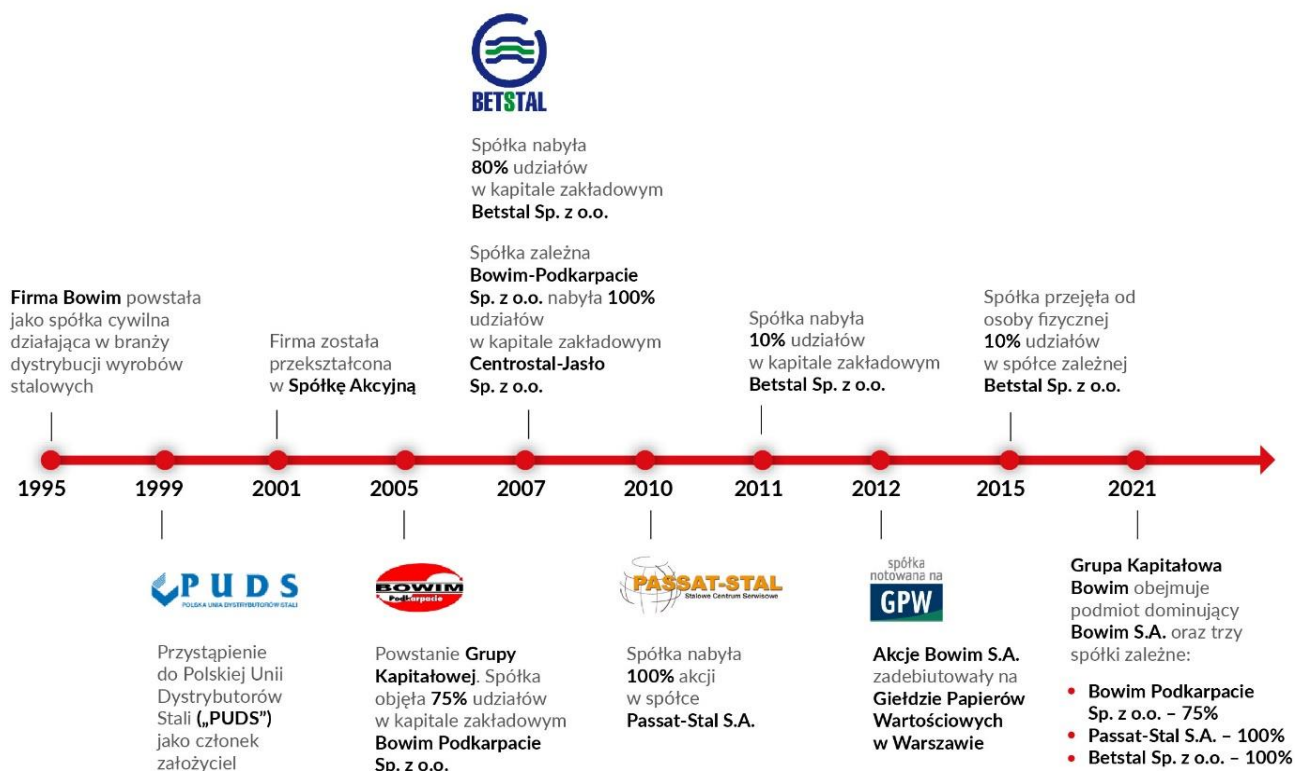 BETSTAL
Spółka nabyła
80% udziałów
w kapitale zakładowym
Betstal Sp. z o.o.
Spółka zależna
Bowim-Podkarpacie
Sp. z o.o. nabyła 100%
udziałów
w kapitale zakładowym
Centrostal-Jasło
Sp. z o.o.
Firma Bowim powstała
jako spółka cywilna
działająca w branży
dystrybucji wyrobów
stalowych
Firma została
przekształcona
w Spółkę Akcyjną
Spółka nabyła
10% udziałów
w kapitale zakładowym
Betstal Sp. z o.o.
Spółka przejęła od
osoby fizycznej
10% udziałów
w spółce zależnej
Betstal Sp. z o.o.
1995 1999 2001 2005 2007 2010 2011 2012 2015 2021
PUDS
POLSKA UNIA DYSTRYBUTORÓW STALI
Przystąpienie
do Polskiej Unii
Dystrybutorów
Stali („PUDS”)
jako członek
założyciel
BOWIM
Podkarpacie
Powstanie Grupy
Kapitałowej. Spółka
objęła 75% udziałów
w kapitale zakładowym
Bowim Podkarpacie
Sp. z o.o.
PASSAT-STAL
Stalowe Centrum Serwisowe
Spółka nabyła
100% akcji
w spółce
Passat-Stal S.A.
spółka
notowana na
GPW
Akcje Bowim S.A.
zadebiutowały na
Giełdzie Papierów
Wartościowych
w Warszawie
Grupa Kapitałowa
Bowim obejmuje
podmiot dominujący
Bowim S.A. oraz trzy
spółki zależne:
• Bowim Podkarpacie
Sp. z o.o. – 75%
• Passat-Stal S.A. – 100%
• Betstal Sp. z o.o. – 100%